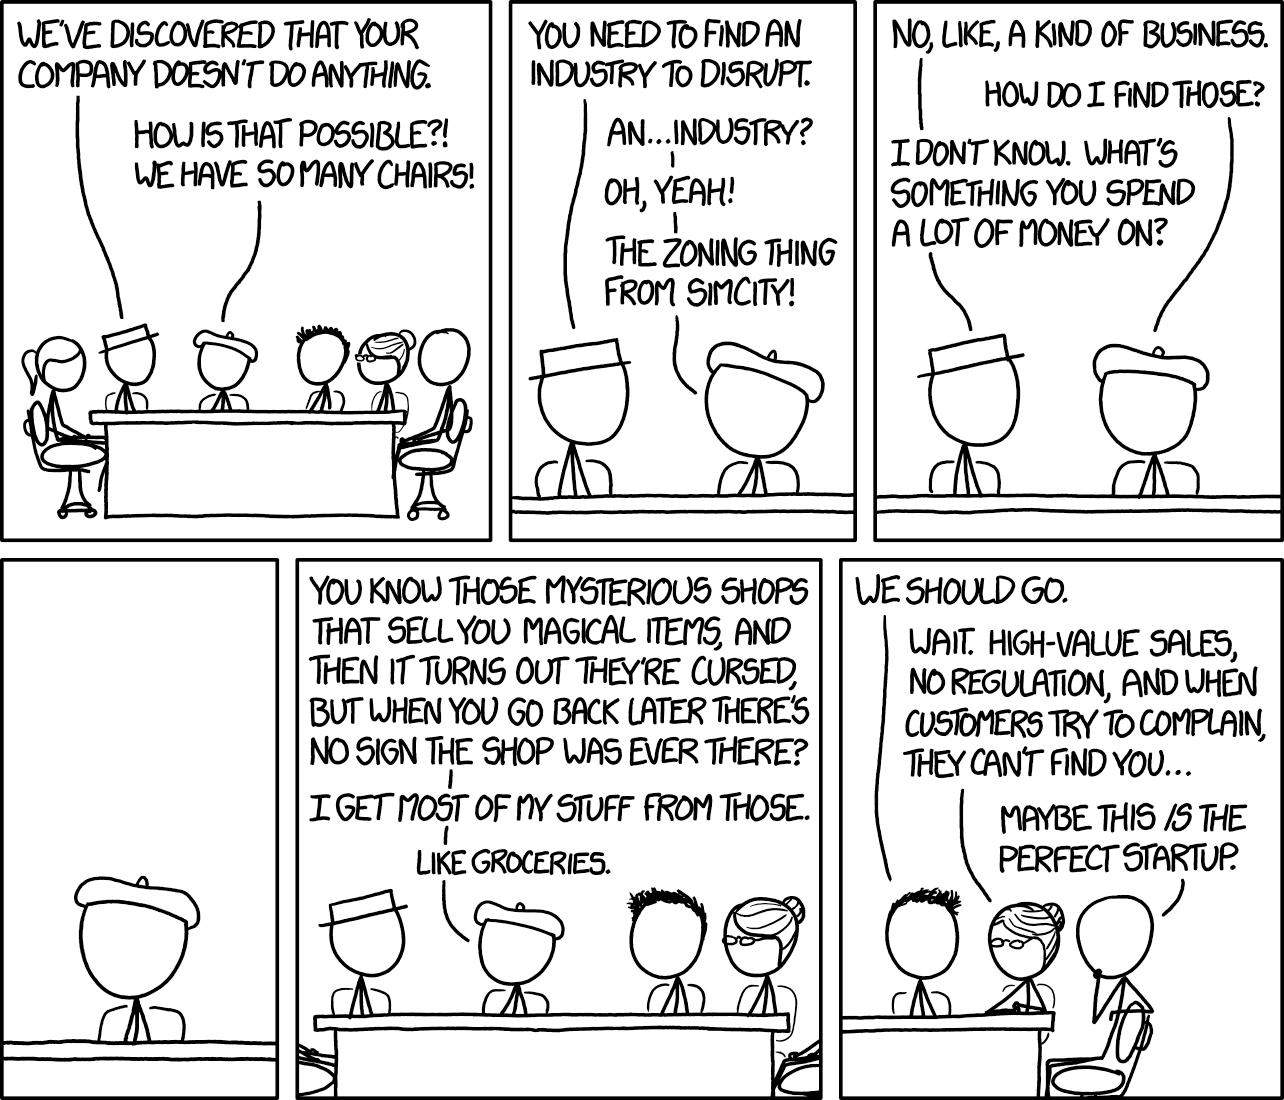 WE'VE DISCOVERED THAT YOUR
COMPANY DOESN'T DO ANYTHING.
HOW IS THAT POSSIBLE?!
WE HAVE SO MANY CHAIRS!
YOU NEED TO FIND AN
INDUSTRY TO DISRUPT.
AN...INDUSTRY?
OH, YEAH!
THE ZONING THING
FROM SIMCITY!
NO, LIKE, A KIND OF BUSINESS.
HOW DO I FIND THOSE?
I DON'T KNOW. WHAT'S
SOMETHING YOU SPEND
A LOT OF MONEY ON?
YOU KNOW THOSE MYSTERIOUS SHOPS
THAT SELL YOU MAGICAL ITEMS, AND
THEN IT TURNS OUT THEY'RE CURSED,
BUT WHEN YOU GO BACK LATER THERE'S
NO SIGN THE SHOP WAS EVER THERE?
I GET MOST OF MY STUFF FROM THOSE.
LIKE GROCERIES.
WE SHOULD GO.
WAIT. HIGH-VALUE SALES,
NO REGULATION, AND WHEN
CUSTOMERS TRY TO COMPLAIN,
THEY CAN'T FIND YOU...
MAYBE THIS IS THE
PERFECT STARTUP.